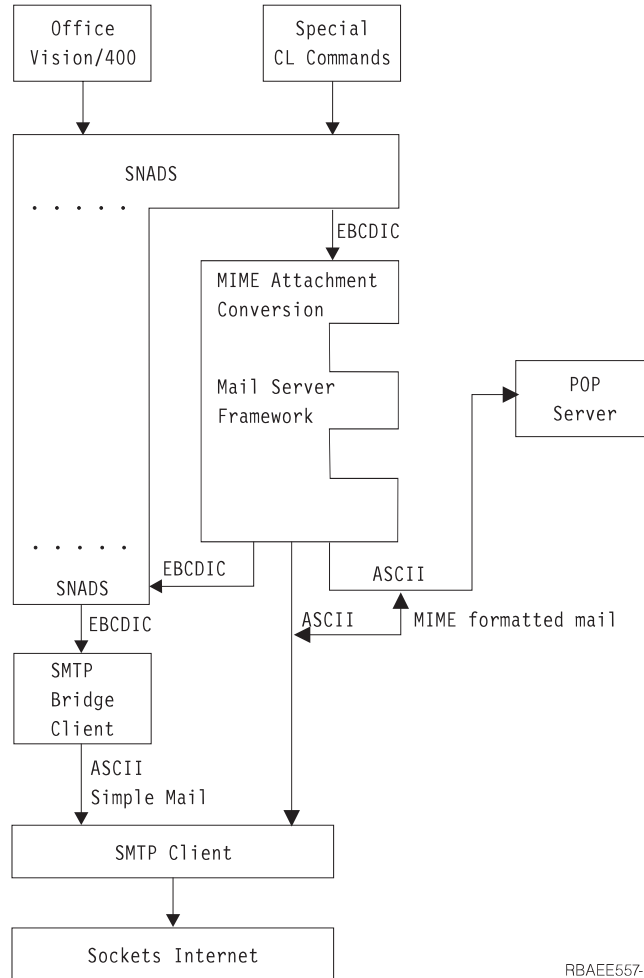 Office
Vision/400
Special
CL Commands
SNADS
. . . . .
EBCDIC
MIME Attachment
Conversion
Mail Server
Framework
POP
Server
. . . . .
EBCDIC
ASCII
SNADS
EBCDIC
ASCII
MIME formatted mail
SMTP
Bridge
Client
ASCII
Simple Mail
SMTP Client
Sockets Internet
RBAEE557-